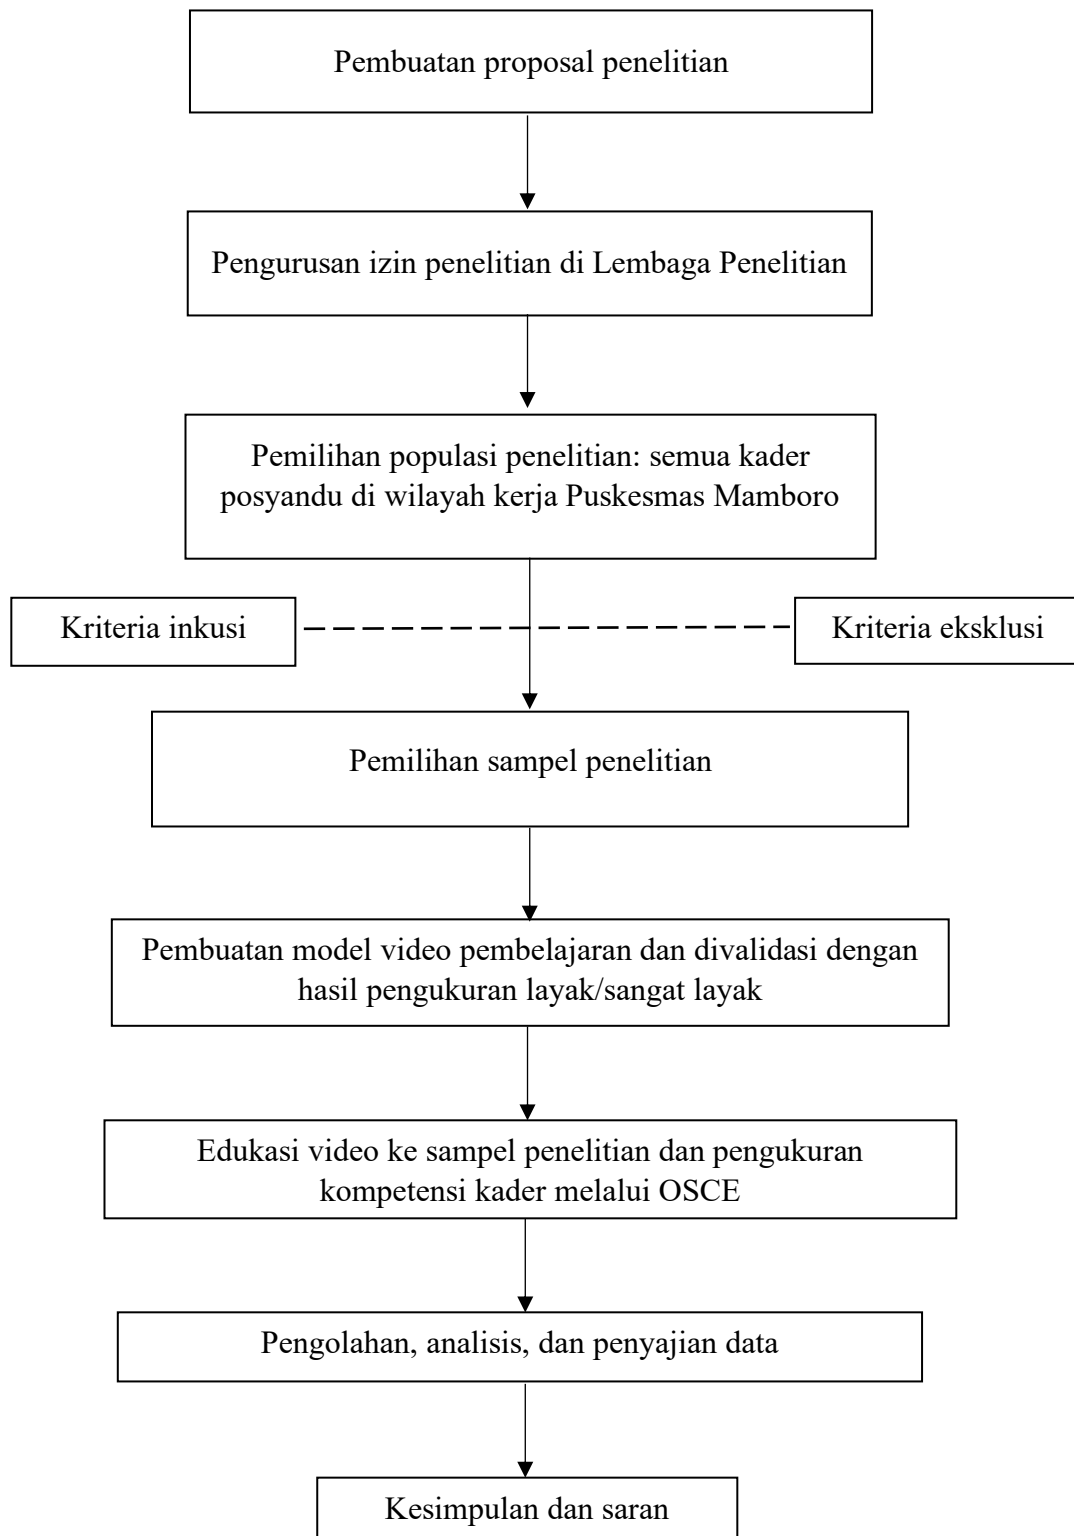 Pembuatan proposal penelitian
Pengurusan izin penelitian di Lembaga Penelitian
Pemilihan populasi penelitian: semua kader
posyandu di wilayah kerja Puskesmas Mamboro
Kriteria inkusi
Kriteria eksklusi
Pemilihan sampel penelitian
Pembuatan model video pembelajaran dan divalidasi dengan
hasil pengukuran layak/sangat layak
Edukasi video ke sampel penelitian dan pengukuran
kompetensi kader melalui OSCE
Pengolahan, analisis, dan penyajian data
Kesimpulan dan saran